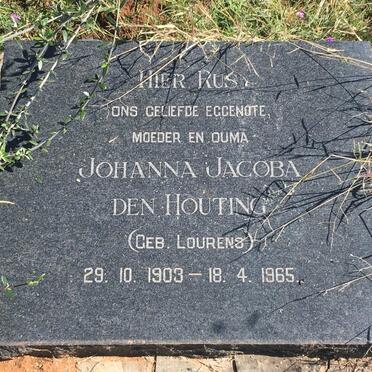 HIER RUS
ONS GELIEFDE EGGENOTE,
MOEDER EN OUMA
JOHANNA JACOBA
DEN HOUTING
(GEB. LOURENS)
29. 10. 1903 — 18. 4. 1965.